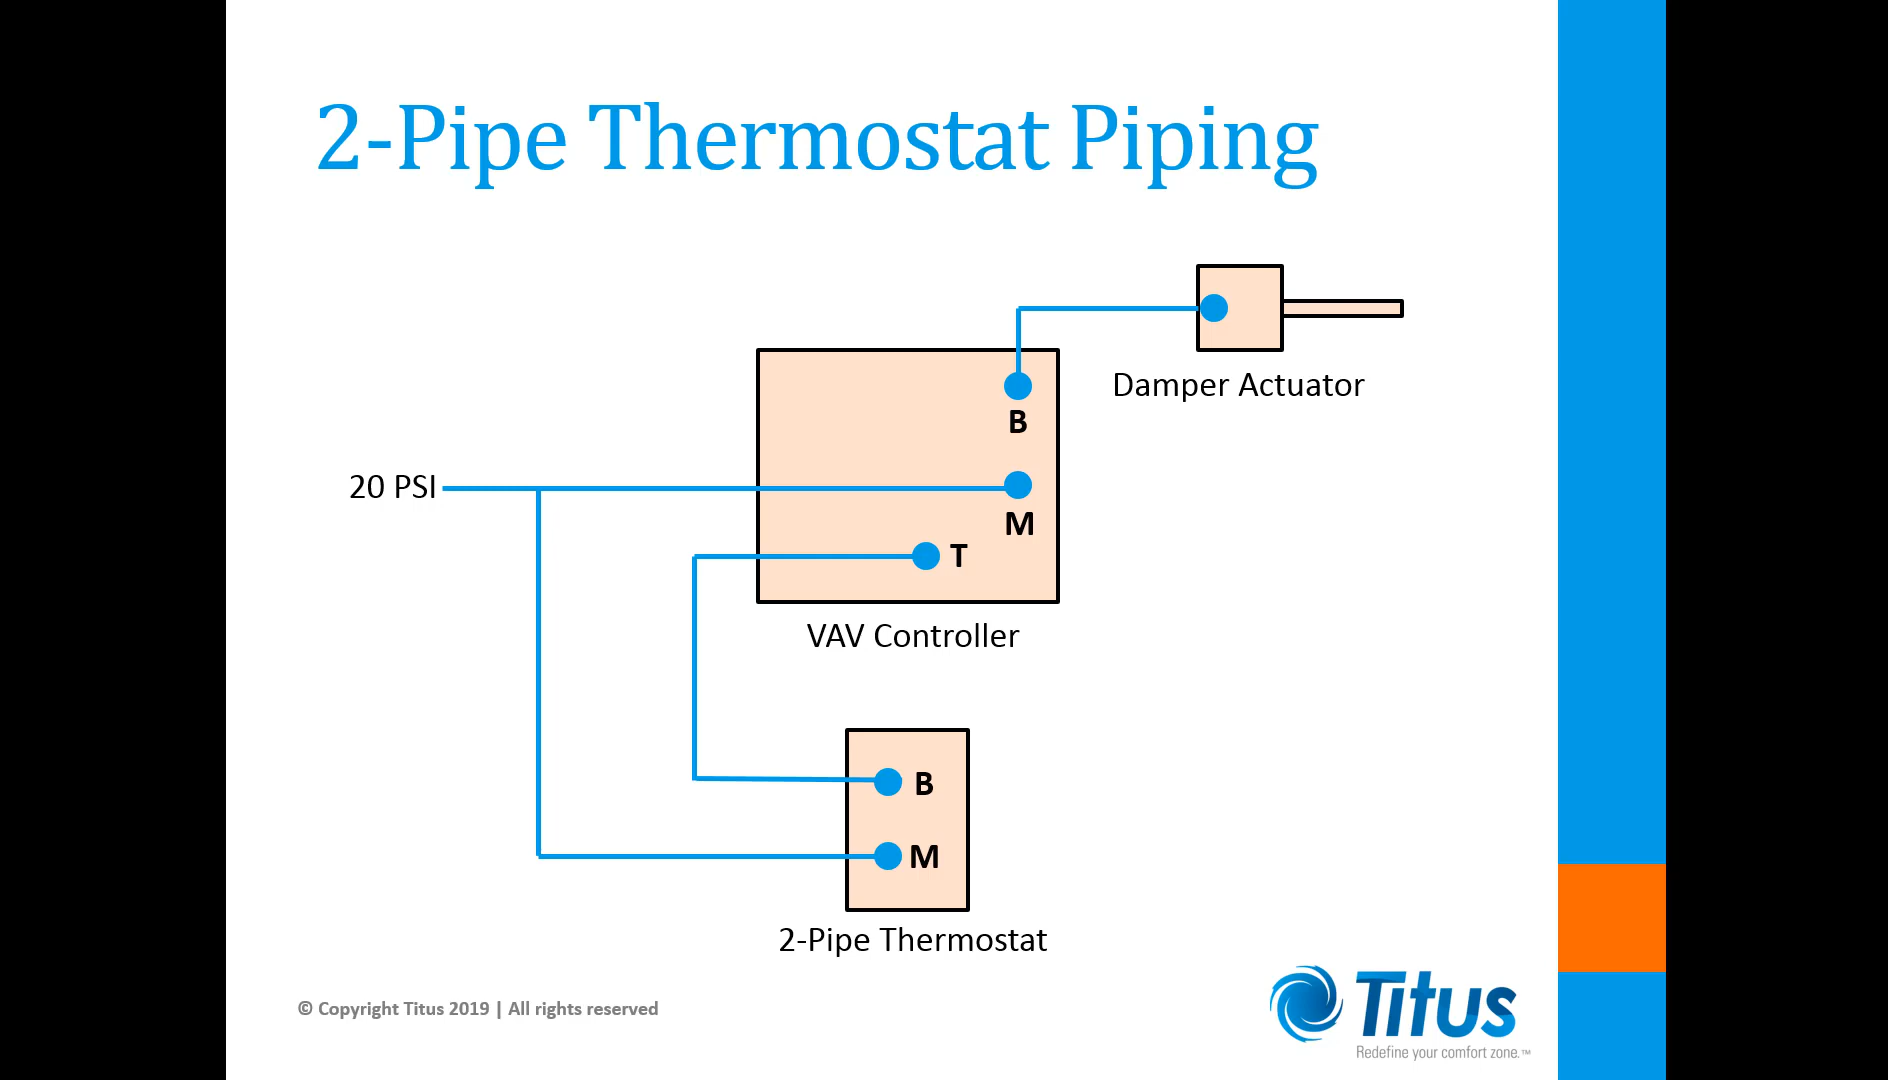 2-Pipe Thermostat Piping
Damper Actuator
B
20 PSI
M
T
VAV Controller
B
M
2-Pipe Thermostat
© Copyright Titus 2019 | All rights reserved
Titus
Redefine your comfort zone.™